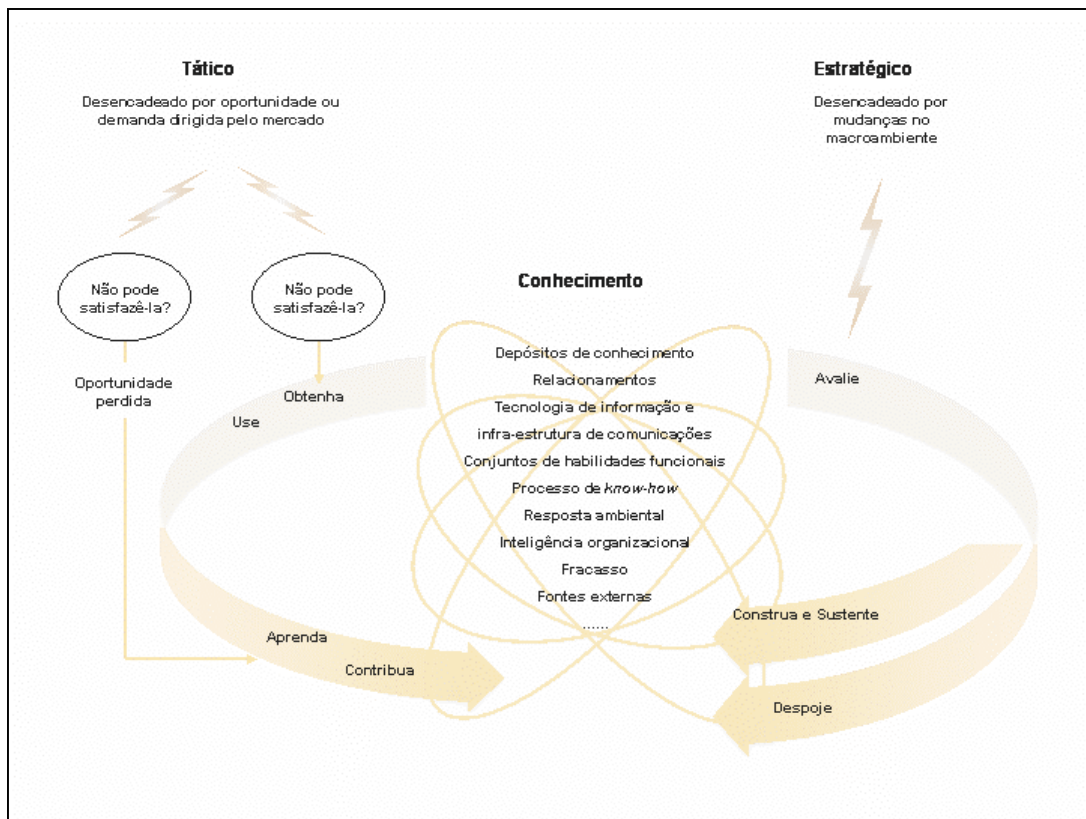 Tático
Desencadeado por oportunidade ou
demanda dirigida pelo mercado
Estratégico
Desencadeado por
mudanças no
macroambiente
Não pode
satisfazê-la?
Não pode
satisfazê-la?
Oportunidade
perdida
Obtenha
Use
Aprenda
Contribua
Conhecimento
Depósitos de conhecimento
Relacionamentos
Tecnologia de informação e
infra-estrutura de comunicações
Conjuntos de habilidades funcionais
Processo de know-how
Resposta ambiental
Inteligência organizacional
Fracasso
Fontes externas
......
Avalie
Construa e Sustente
Despoje